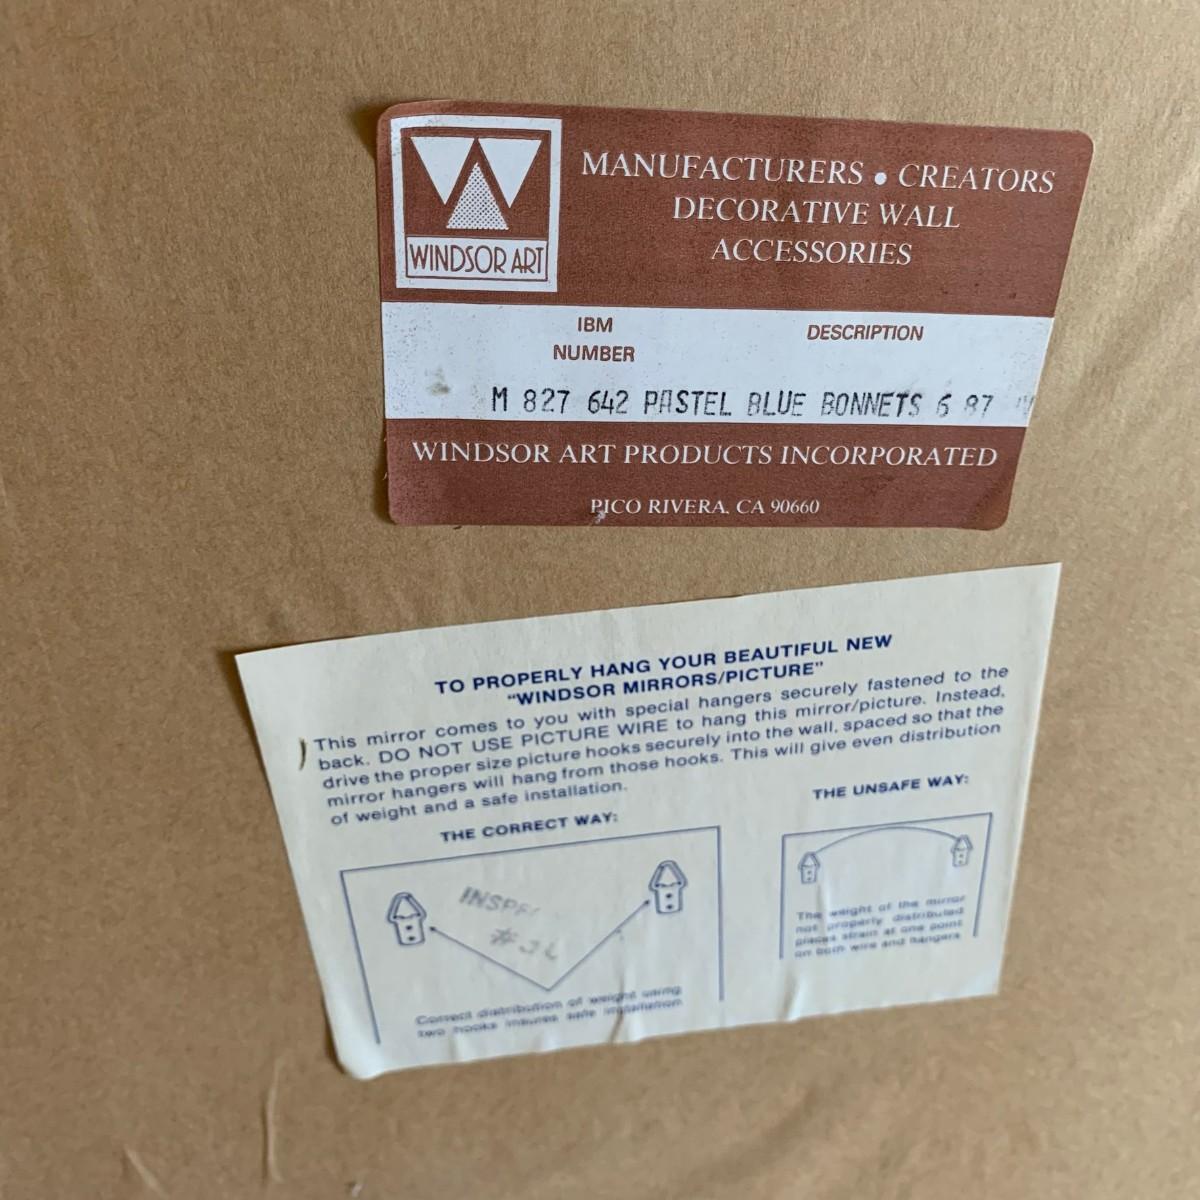 WINDSOR ART
MANUFACTURERS • CREATORS
DECORATIVE WALL
ACCESSORIES
IBM
NUMBER
DESCRIPTION
M 827 642 PASTEL BLUE BONNETS 6 87
WINDSOR ART PRODUCTS INCORPORATED
PICO RIVERA, CA 90660
TO PROPERLY HANG YOUR BEAUTIFUL NEW
"WINDSOR MIRRORS/PICTURE"
This mirror comes to you with special hangers securely fastened to the
back. DO NOT USE PICTURE WIRE to hang this mirror/picture. Instead,
drive the proper size picture hooks securely into the wall, spaced so that the
mirror hangers will hang from those hooks. This will give even distribution
of weight and a safe installation.
THE CORRECT WAY:
Correct distribution of weight using
two hooks insures safe installation
THE UNSAFE WAY:
The weight of the mirror
not properly distributed
places strain at one point
on both wire and hangers